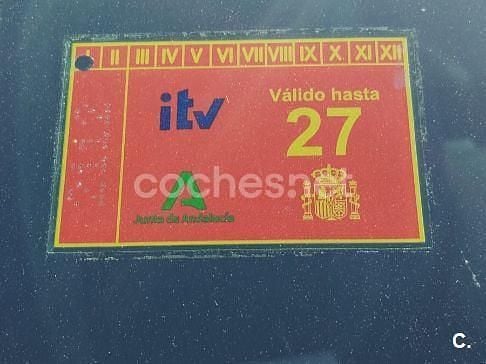 I II III IV V VI VII VIII IX X XI XII
itv
Válido hasta
27
coches.net
Junta de Andalucía
C.